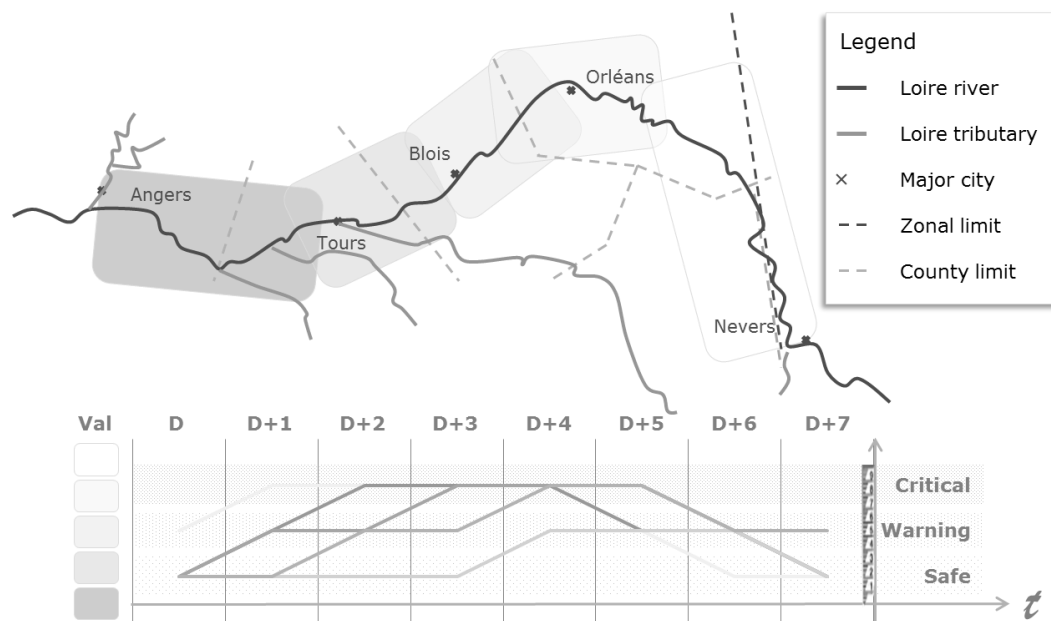 Legend
Loire river
Loire tributary
Major city
Zonal limit
County limit
Orléans
Blois
Angers
Tours
Nevers
Val D D+1 D+2 D+3 D+4 D+5 D+6 D+7
Critical
Warning
Safe
t